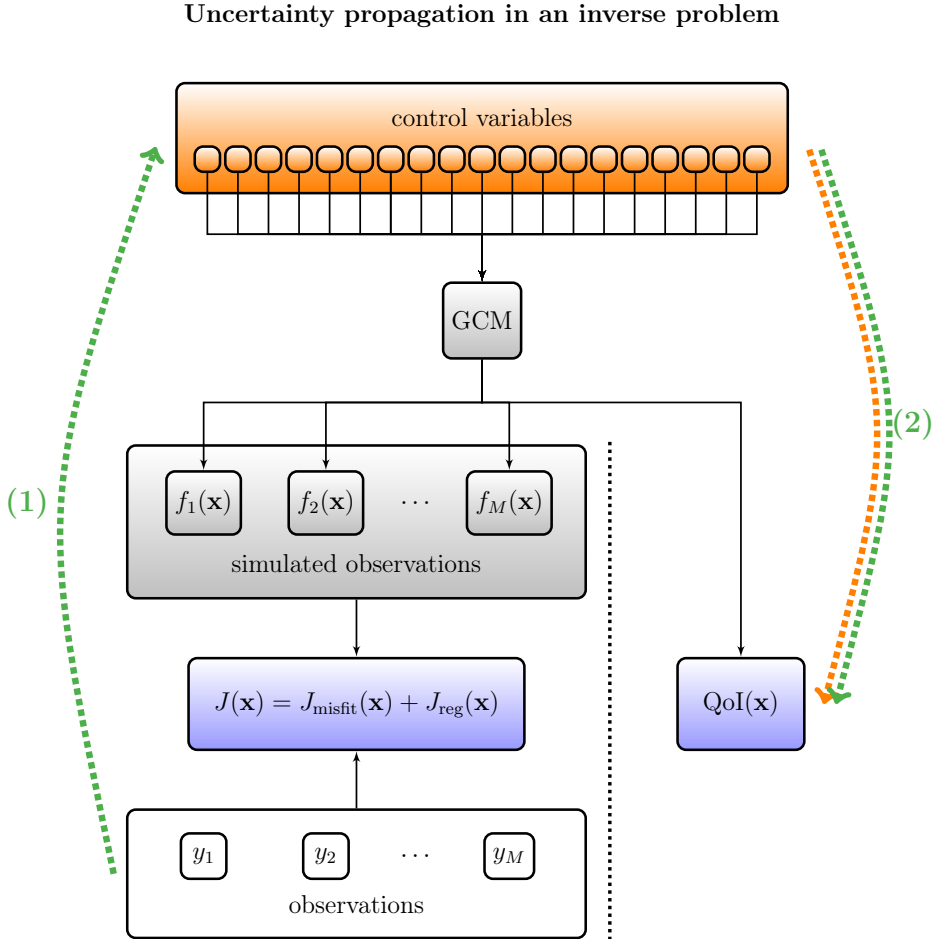 Uncertainty propagation in an inverse problem
control variables
GCM
(1)
(2)
f₁(𝐱) f₂(𝐱) ⋯ f_M(𝐱)
simulated observations
J(𝐱) = J_misfit(𝐱) + J_reg(𝐱)
QoI(𝐱)
y₁ y₂ ⋯ y_M
observations